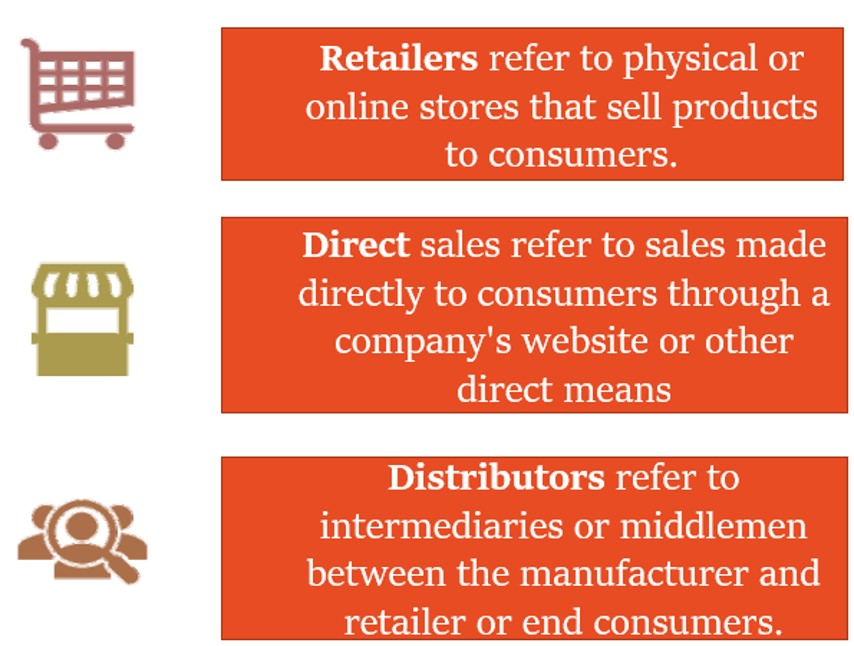 Retailers refer to physical or
online stores that sell products
to consumers.
Direct sales refer to sales made
directly to consumers through a
company's website or other
direct means
Distributors refer to
intermediaries or middlemen
between the manufacturer and
retailer or end consumers.